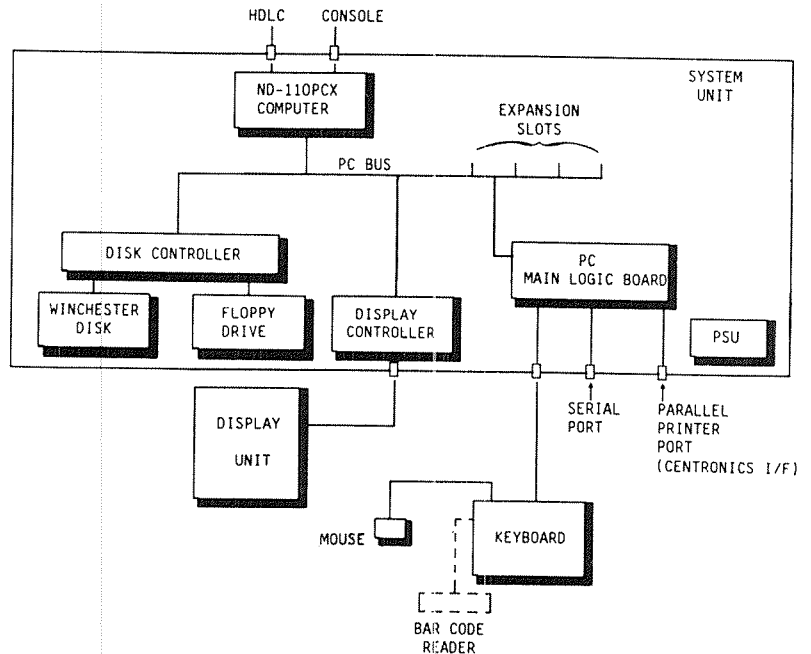 HDLC CONSOLE
SYSTEM
UNIT
ND-110PCX
COMPUTER
EXPANSION
SLOTS
PC BUS
DISK CONTROLLER
PC
MAIN LOGIC BOARD
WINCHESTER
DISK
FLOPPY
DRIVE
DISPLAY
CONTROLLER
PSU
DISPLAY
UNIT
SERIAL
PORT
PARALLEL
PRINTER
PORT
(CENTRONICS I/F)
MOUSE
KEYBOARD
BAR CODE
READER